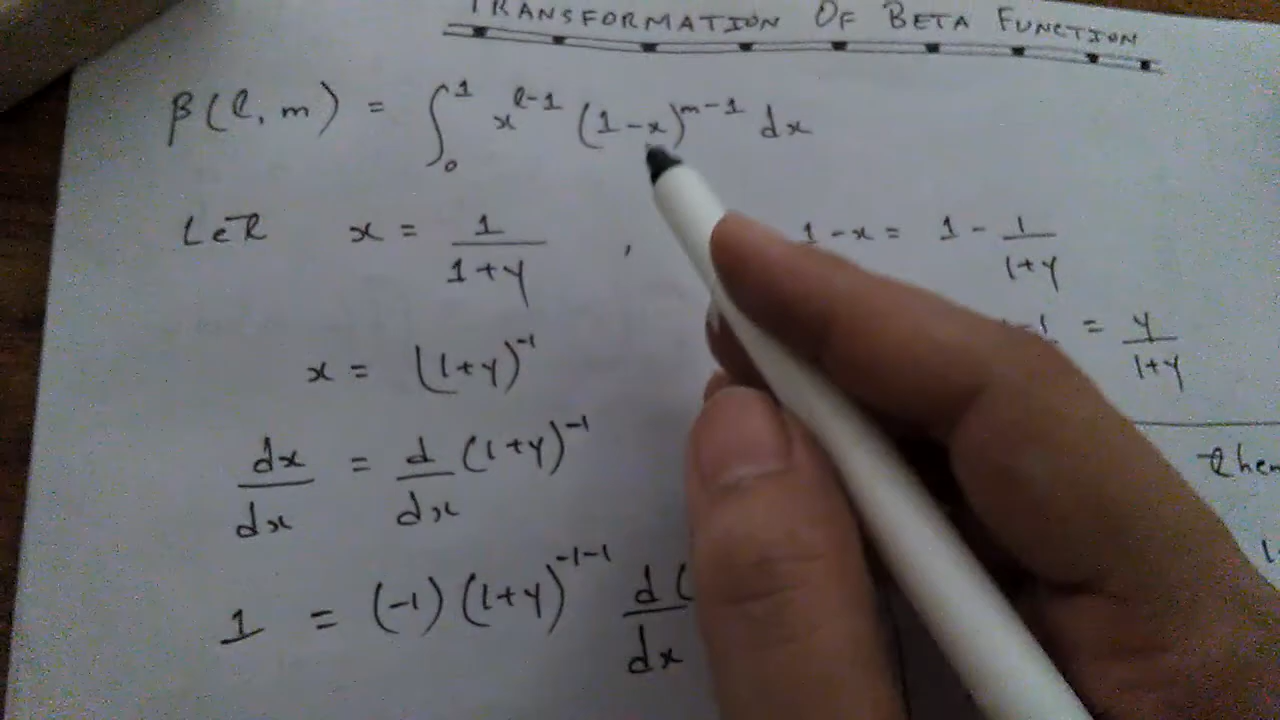 TRANSFORMATION OF BETA FUNCTION
β(l, m) = ∫₀¹ x^(l-1) (1-x)^(m-1) dx
LeR x = 1/(1+y) , 1-x = 1 - 1/(1+y)
= y/(1+y)
x = (1+y)^-1
dx/dx = d/dx (1+y)^-1
1 = (-1)(1+y)^(-1-1) d(/dx